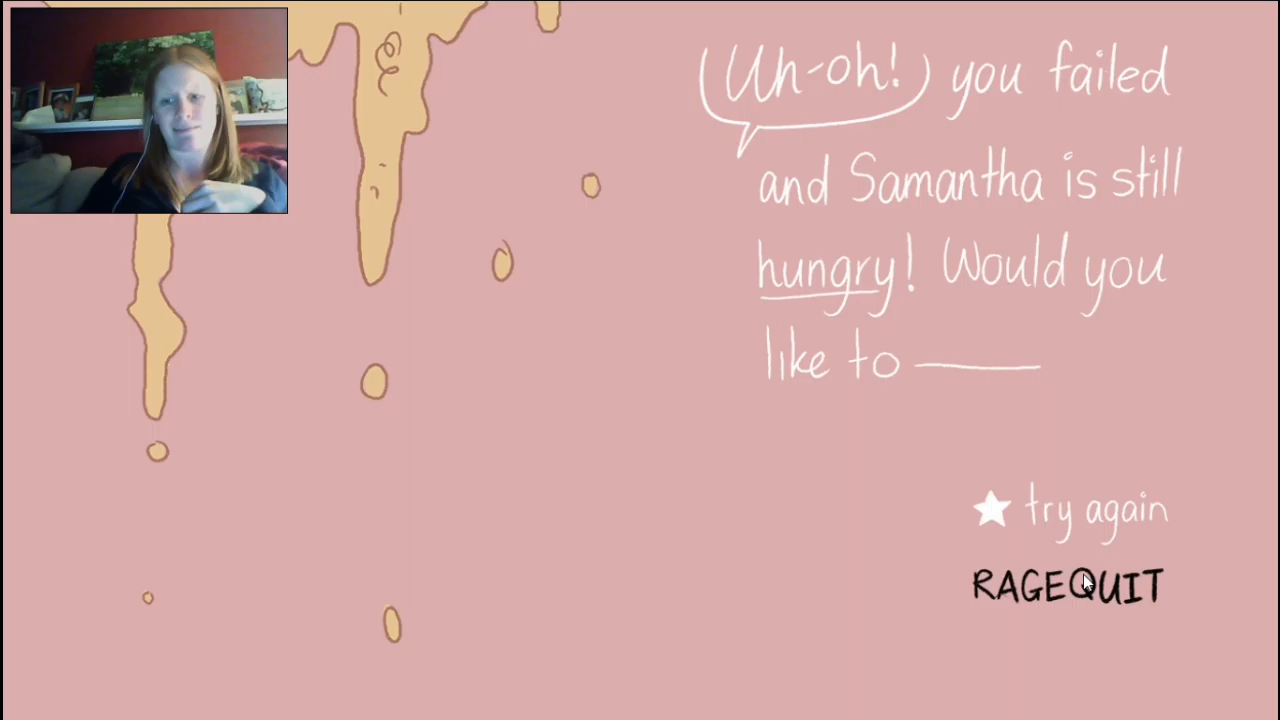 Uh-oh! you failed
and Samantha is still
hungry! Would you
like to ____
try again
RAGEQUIT